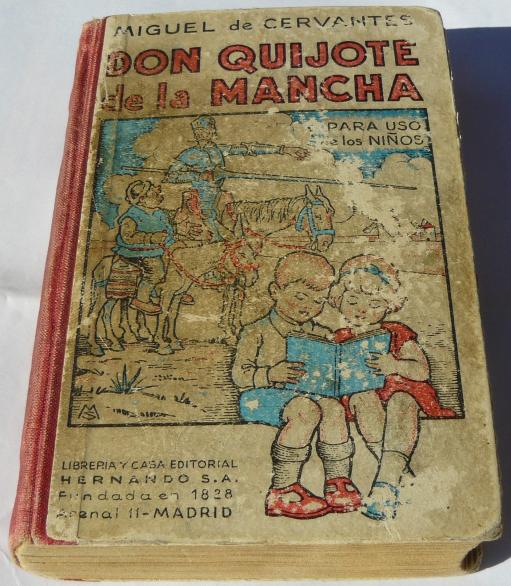 MIGUEL de CERVANTES
DON QUIJOTE
de la MANCHA
PARA USO
de los NIÑOS
LIBRERIA Y CASA EDITORIAL
HERNANDO S.A.
Fundada en 1828
Arenal 11-MADRID